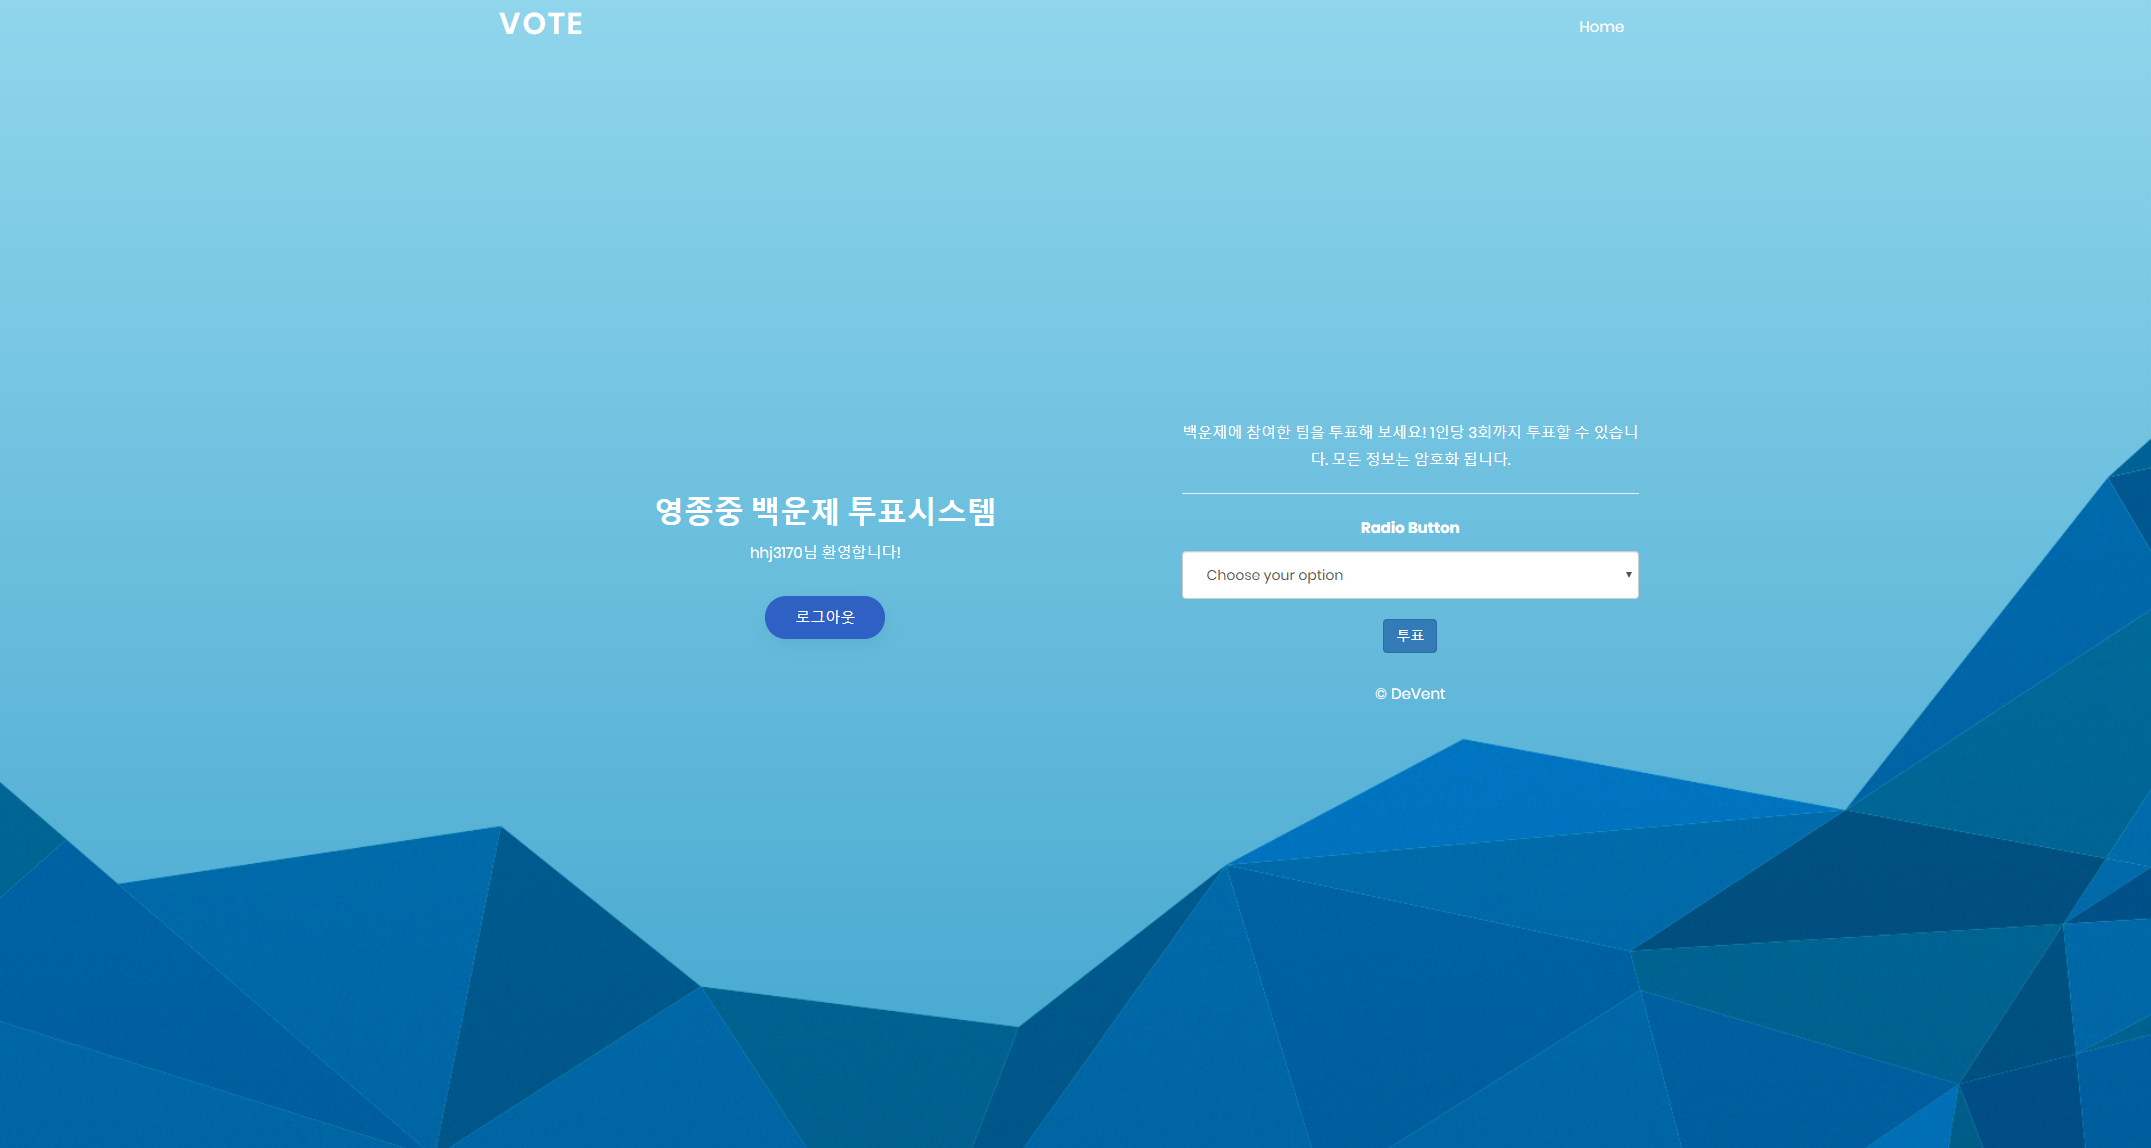 VOTE
Home
영종중 백운제 투표시스템
hhj3170님 환영합니다!
로그아웃
백운제에 참여한 팀을 투표해 보세요! 1인당 3회까지 투표할 수 있습니
다. 모든 정보는 암호화 됩니다.
Radio Button
Choose your option
투표
© DeVent